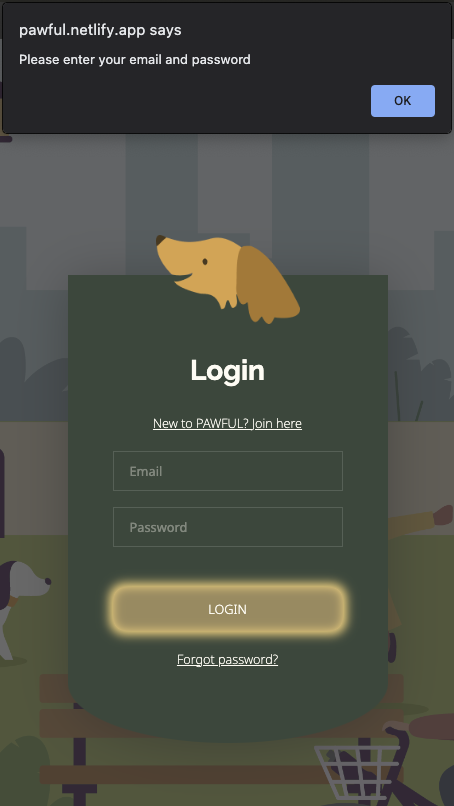 pawful.netlify.app says
Please enter your email and password
OK
Login
New to PAWFUL? Join here
Email
Password
LOGIN
Forgot password?